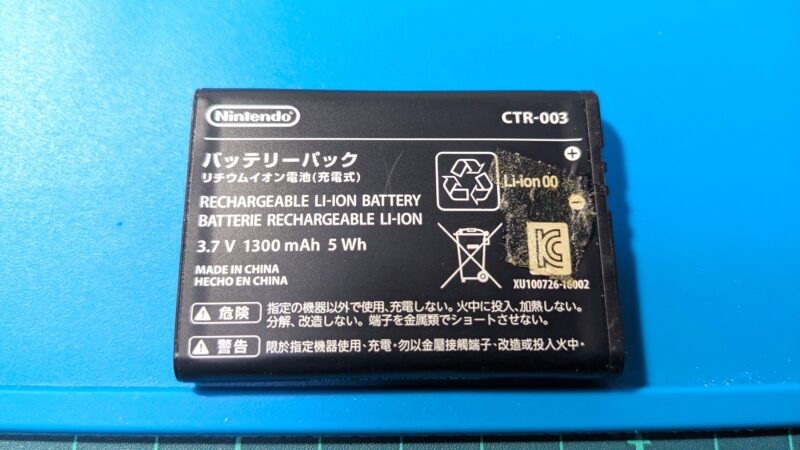 Nintendo
CTR-003
バッテリーパック
リチウムイオン電池(充電式)
RECHARGEABLE LI-ION BATTERY
BATTERIE RECHARGEABLE LI-ION
3.7 V 1300 mAh 5 Wh
MADE IN CHINA
HECHO EN CHINA
+
Li-ion 00
−
KC
⚠ 危険
指定の機器以外で使用、充電しない。火中に投入、加熱しない。
分解、改造しない。端子を金属類でショートさせない。
⚠ 警告
限於指定機器使用、充電・勿以金屬接觸端子、改造或投入火中・